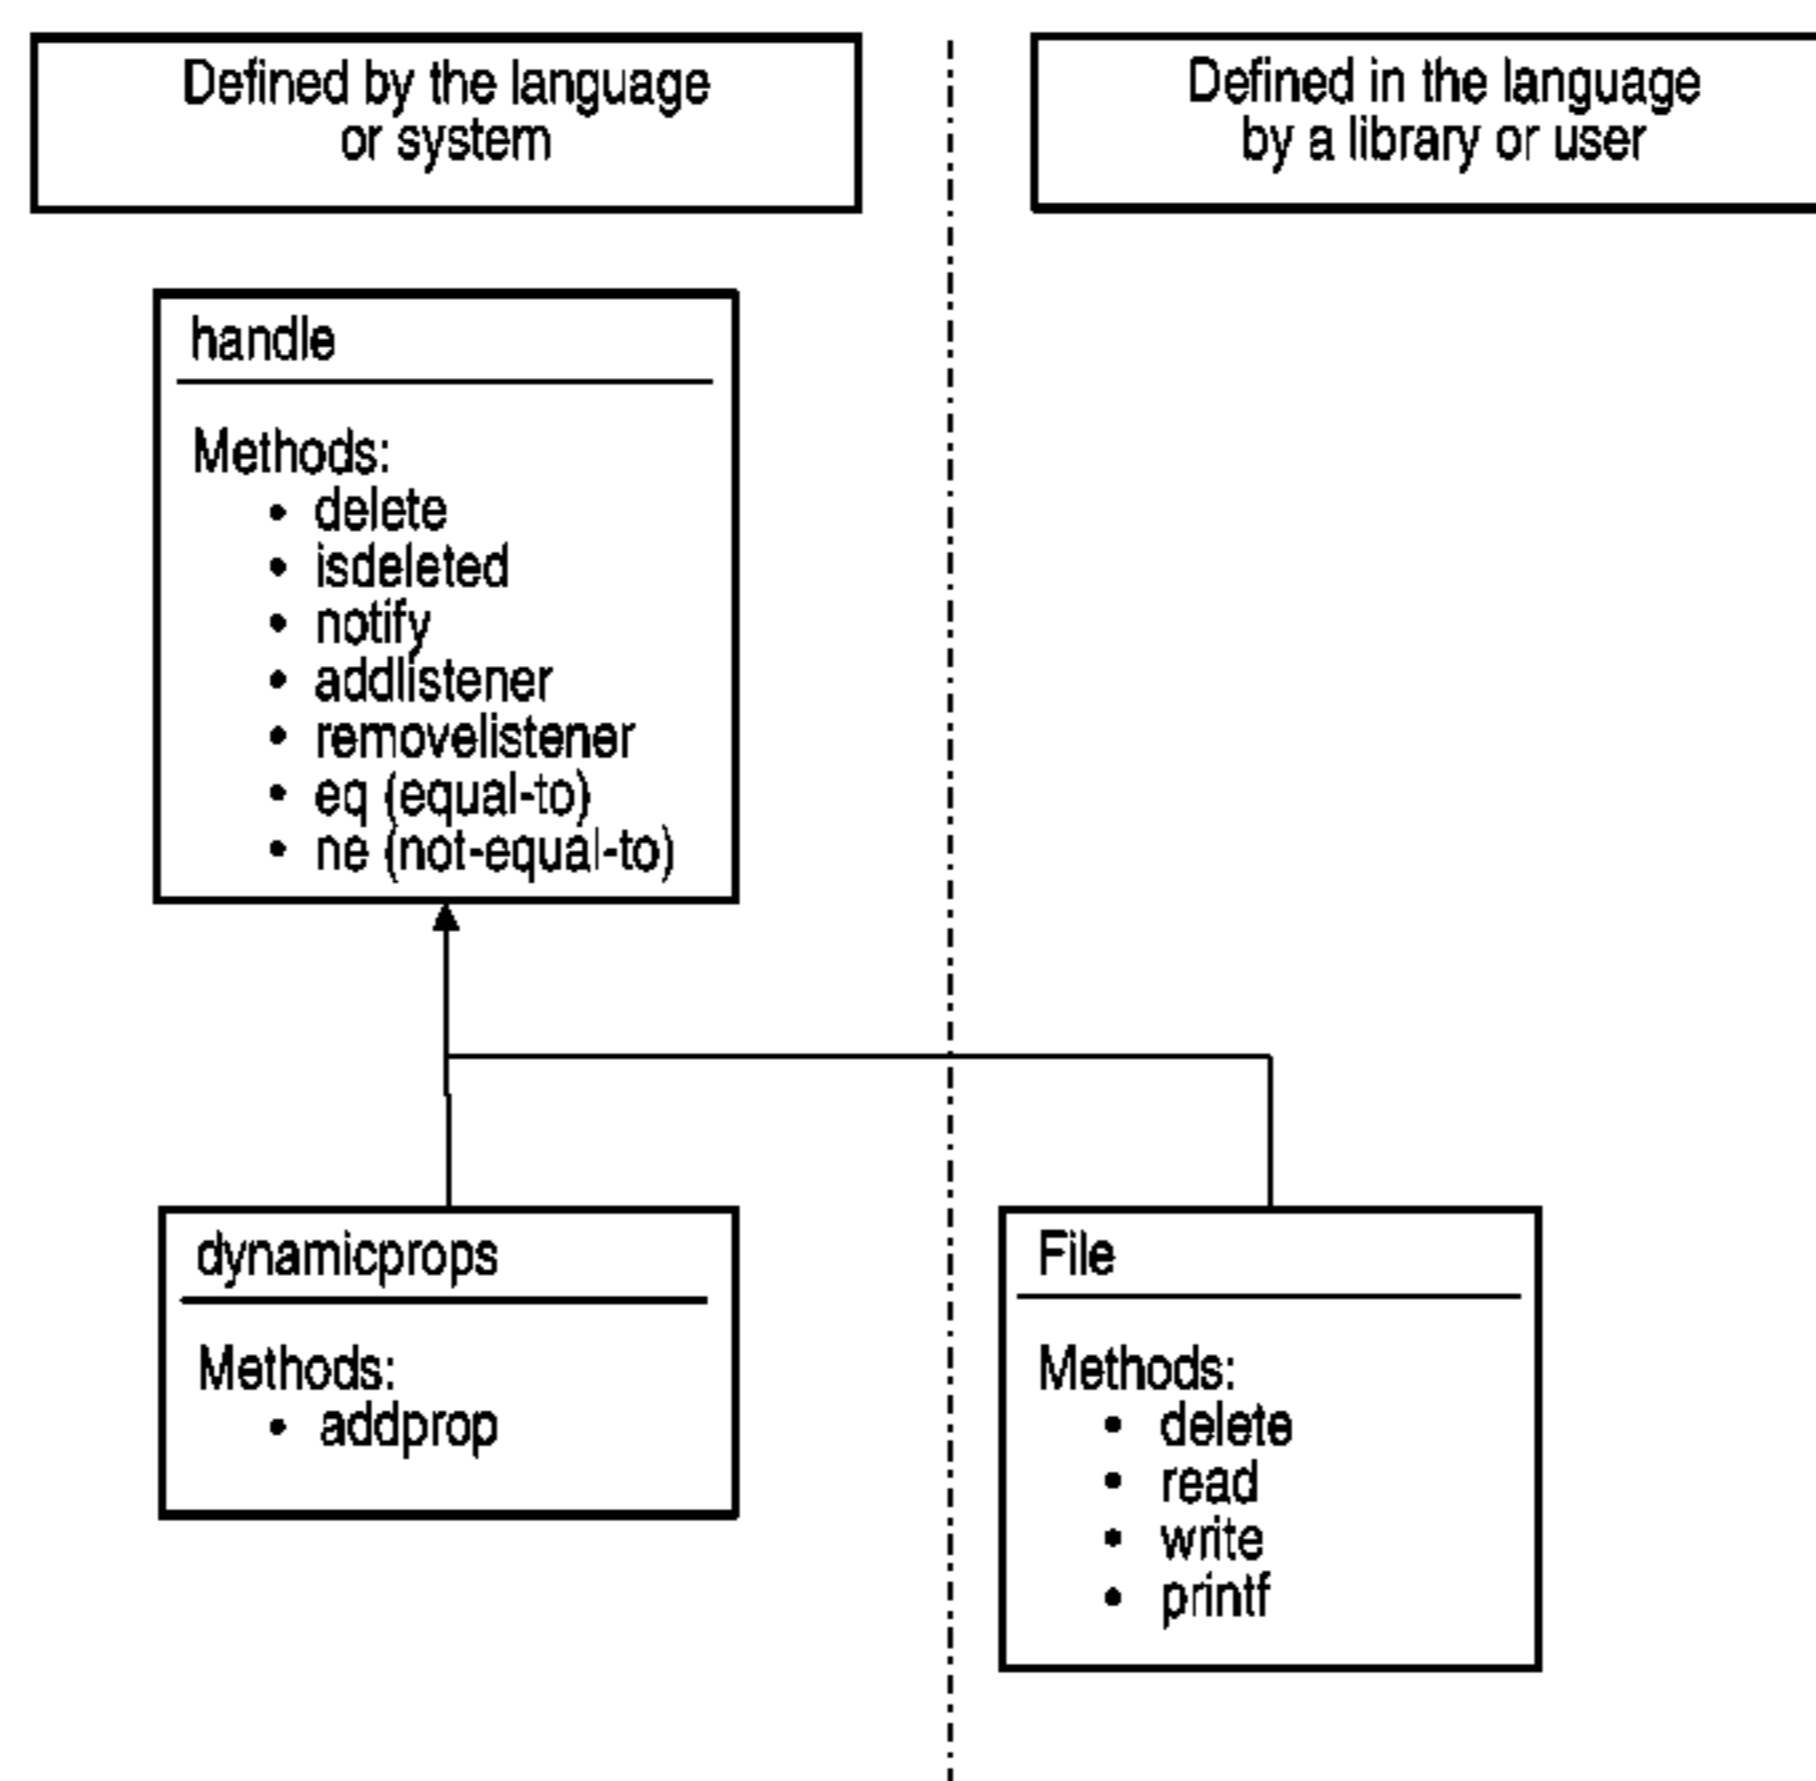 Defined by the language
or system
Defined in the language
by a library or user
handle
Methods:
• delete
• isdeleted
• notify
• addlistener
• removelistener
• eq (equal-to)
• ne (not-equal-to)
dynamicprops
Methods:
• addprop
File
Methods:
• delete
• read
• write
• printf